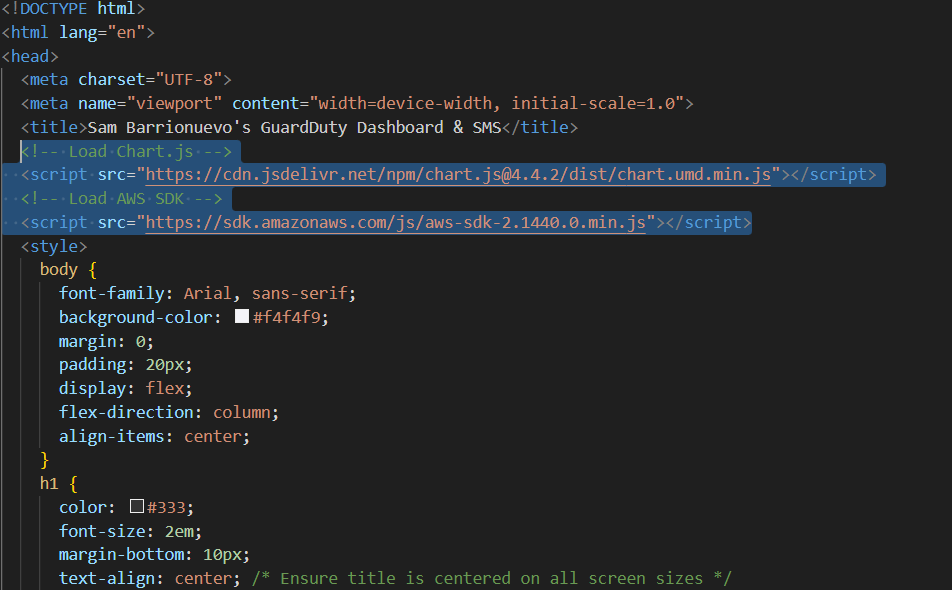 <!DOCTYPE html>
<html lang="en">
<head>
<meta charset="UTF-8">
<meta name="viewport" content="width=device-width, initial-scale=1.0">
<title>Sam Barrionuevo's GuardDuty Dashboard & SMS</title>
<!-- Load Chart.js -->
<script src="https://cdn.jsdelivr.net/npm/chart.js@4.4.2/dist/chart.umd.min.js"></script>
<!-- Load AWS SDK -->
<script src="https://sdk.amazonaws.com/js/aws-sdk-2.1440.0.min.js"></script>
<style>
body {
font-family: Arial, sans-serif;
background-color: #f4f4f9;
margin: 0;
padding: 20px;
display: flex;
flex-direction: column;
align-items: center;
}
h1 {
color: #333;
font-size: 2em;
margin-bottom: 10px;
text-align: center; /* Ensure title is centered on all screen sizes */